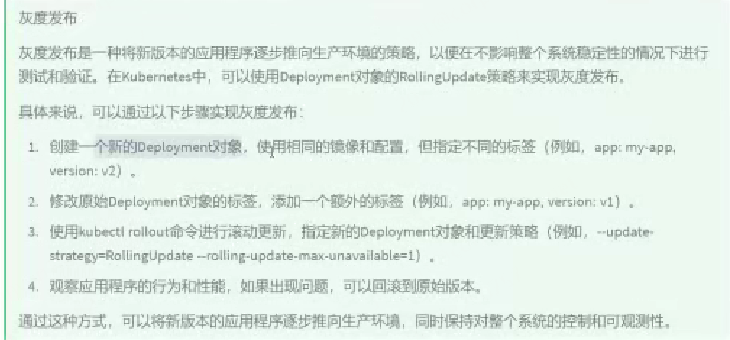 灰度发布
灰度发布是一种将新版本的应用程序逐步推向生产环境的策略，以便在不影响整个系统稳定性的情况下进行
测试和验证。在Kubernetes中，可以使用Deployment对象的RollingUpdate策略来实现灰度发布。
具体来说，可以通过以下步骤实现灰度发布：
1. 创建一个新的Deployment对象，使用相同的镜像和配置，但指定不同的标签（例如，app: my-app,
version: v2）。
2. 修改原始Deployment对象的标签，添加一个额外的标签（例如，app: my-app, version: v1）。
3. 使用kubectl rollout命令进行滚动更新，指定新的Deployment对象和更新策略（例如，--update-
strategy=RollingUpdate --rolling-update-max-unavailable=1）。
4. 观察应用程序的行为和性能，如果出现问题，可以回滚到原始版本。
通过这种方式，可以将新版本的应用程序逐步推向生产环境，同时保持对整个系统的控制和可观测性。